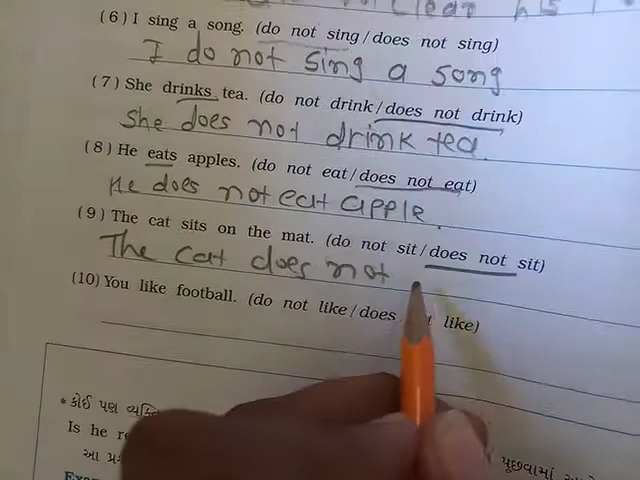 (6) I sing a song. (do not sing/does not sing)
I do not sing a song
(7) She drinks tea. (do not drink/does not drink)
She does not drink tea.
(8) He eats apples. (do not eat/does not eat)
He does not eat apple.
(9) The cat sits on the mat. (do not sit/does not sit)
The cat does not
(10) You like football. (do not like/does like)
* કોઈ પણ
Is he
આ
પૂછવામાં